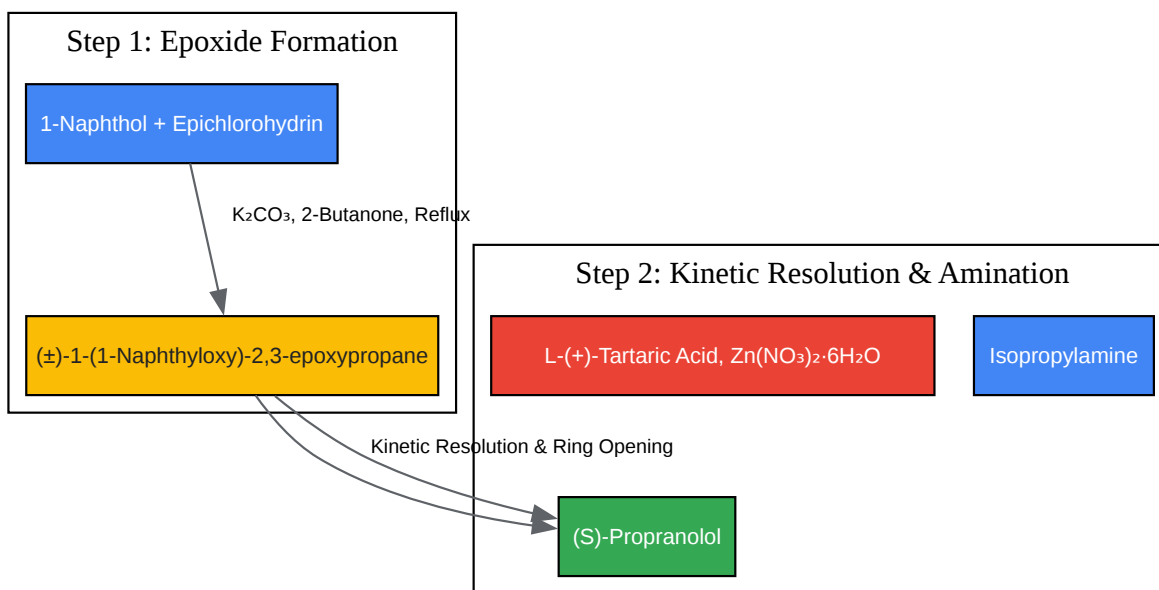 Step 1: Epoxide Formation
1-Naphthol + Epichlorohydrin
K₂CO₃, 2-Butanone, Reflux
(±)-1-(1-Naphthyloxy)-2,3-epoxypropane
Step 2: Kinetic Resolution & Amination
L-(+)-Tartaric Acid, Zn(NO₃)₂·6H₂O
Isopropylamine
Kinetic Resolution & Ring Opening
(S)-Propranolol